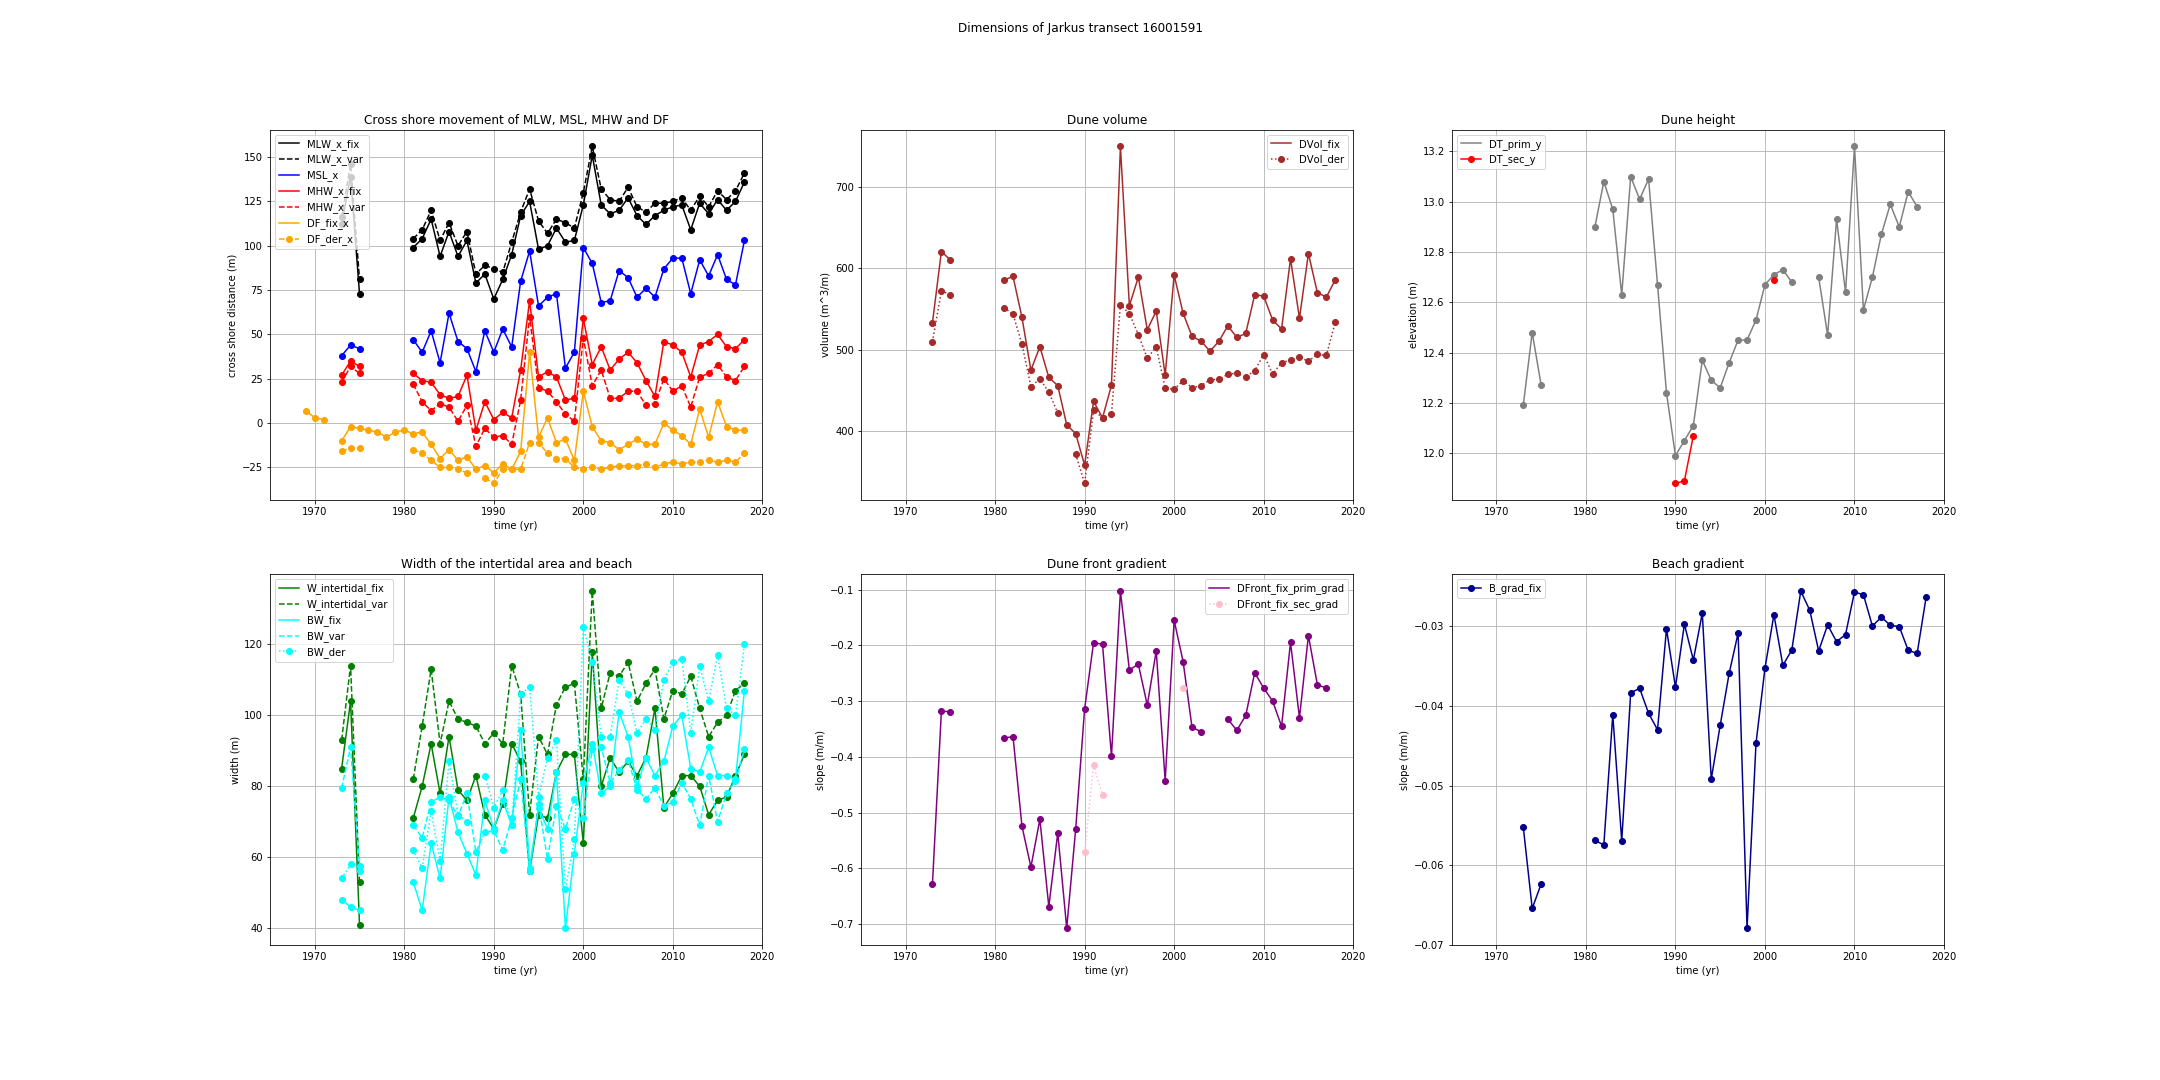 Dimensions of Jarkus transect 16001591
Cross shore movement of MLW, MSL, MHW and DF
MLW_x_fix
MLW_x_var
MSL_x
MHW_x_fix
MHW_x_var
DF_fix_x
DF_der_x
150
125
100
75
50
25
0
−25
cross shore distance (m)
1970 1980 1990 2000 2010 2020
time (yr)
Dune volume
DVol_fix
DVol_der
700
600
500
400
volume (m^3/m)
1970 1980 1990 2000 2010 2020
time (yr)
Dune height
DT_prim_y
DT_sec_y
13.2
13.0
12.8
12.6
12.4
12.2
12.0
elevation (m)
1970 1980 1990 2000 2010 2020
time (yr)
Width of the intertidal area and beach
W_intertidal_fix
W_intertidal_var
BW_fix
BW_var
BW_der
120
100
80
60
40
width (m)
1970 1980 1990 2000 2010 2020
time (yr)
Dune front gradient
DFront_fix_prim_grad
DFront_fix_sec_grad
−0.1
−0.2
−0.3
−0.4
−0.5
−0.6
−0.7
slope (m/m)
1970 1980 1990 2000 2010 2020
time (yr)
Beach gradient
B_grad_fix
−0.03
−0.04
−0.05
−0.06
−0.07
slope (m/m)
1970 1980 1990 2000 2010 2020
time (yr)